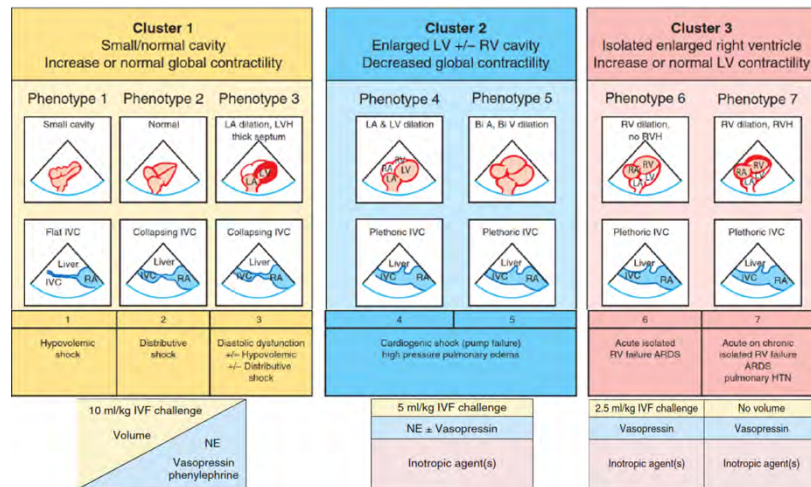 Cluster 1
Small/normal cavity
Increase or normal global contractility
Phenotype 1
Phenotype 2
Phenotype 3
Small cavity
Normal
LA dilation, LVH
thick septum
LV
LA
Flat IVC
Collapsing IVC
Collapsing IVC
Liver
IVC
RA
Liver
IVC
RA
Liver
IVC
RA
1
2
3
Hypovolemic
shock
Distributive
shock
Diastolic dysfunction
+/– Hypovolemic
+/– Distributive
shock
10 ml/kg IVF challenge
Volume
NE
Vasopressin
phenylephrine
Cluster 2
Enlarged LV +/– RV cavity
Decreased global contractility
Phenotype 4
Phenotype 5
LA & LV dilation
Bi A, Bi V dilation
RV
RA
LV
LA
Plethoric IVC
Plethoric IVC
Liver
IVC
RA
Liver
IVC
RA
4
5
Cardiogenic shock (pump failure)
high pressure pulmonary edema
5 ml/kg IVF challenge
NE ± Vasopressin
Inotropic agent(s)
Cluster 3
Isolated enlarged right ventricle
Increase or normal LV contractility
Phenotype 6
Phenotype 7
RV dilation,
no RVH
RV dilation, RVH
RV
RA
LV
LA
RV
RA
LV
LA
Plethoric IVC
Plethoric IVC
Liver
IVC
RA
Liver
IVC
RA
6
7
Acute isolated
RV failure ARDS
Acute on chronic
isolated RV failure
ARDS
pulmonary HTN
2.5 ml/kg IVF challenge
No volume
Vasopressin
Vasopressin
Inotropic agent(s)
Inotropic agent(s)